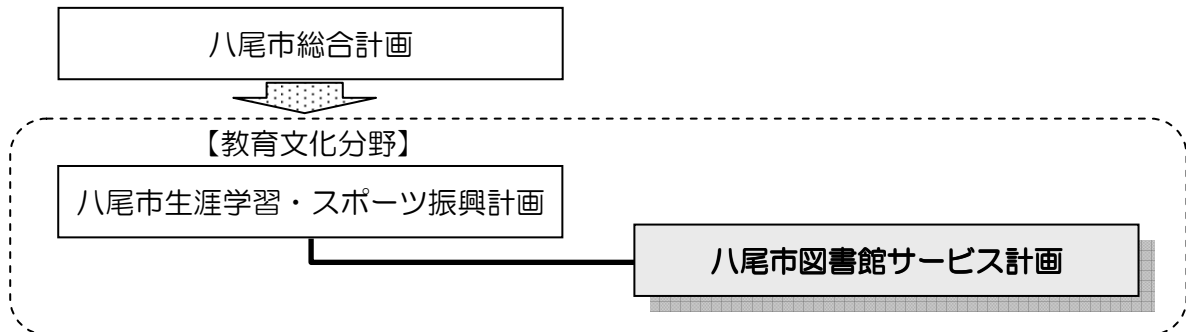 八尾市総合計画
【教育文化分野】
八尾市生涯学習・スポーツ振興計画
八尾市図書館サービス計画